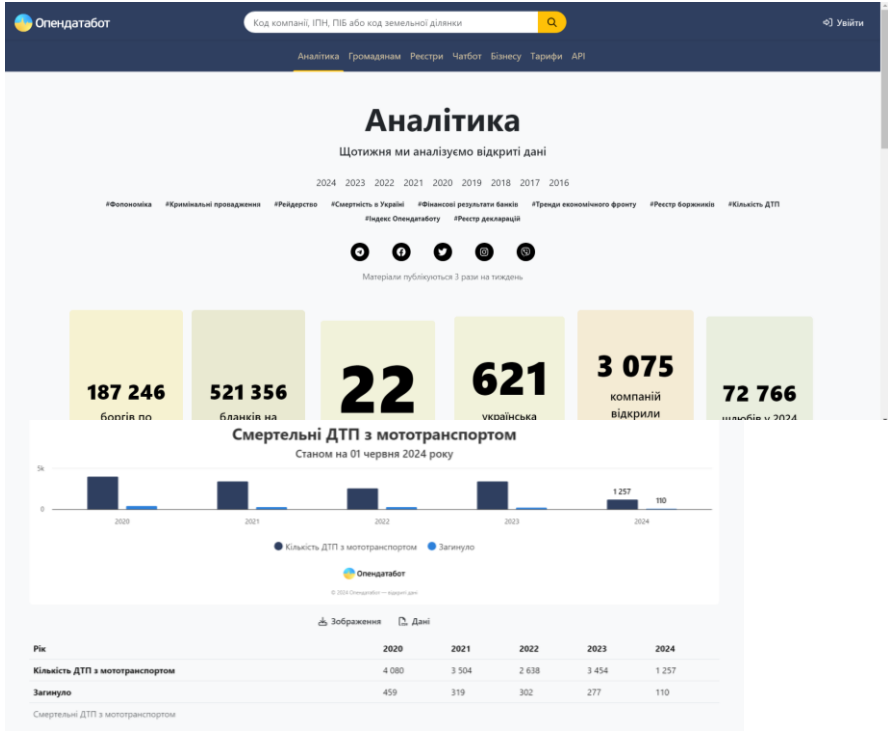 Опендатабот
Код компанії, ІПН, ПІБ або код земельної ділянки
Увійти
Аналітика Громадянам Реєстри Чатбот Бізнесу Тарифи API
Аналітика
Щотижня ми аналізуємо відкриті дані
2024 2023 2022 2021 2020 2019 2018 2017 2016
#Фопономіка #Кримінальні провадження #Рейдерство #Смертність в Україні #Фінансові результати банків #Тренди економічного фронту #Реєстр боржників #Кількість ДТП
#Індекс Опендатаботу #Реєстр декларацій
Матеріали публікуються 3 рази на тиждень
187 246
боргів по
521 356
бланків на
22
621
українська
3 075
компаній
відкрили
72 766
шлюбів у 2024
Смертельні ДТП з мототранспортом
Станом на 01 червня 2024 року
5k
0
1 257
110
2020 2021 2022 2023 2024
Кількість ДТП з мототранспортом Загинуло
Опендатабот
© 2024 Опендатабот — відкриті дані
Зображення Дані
Рік 2020 2021 2022 2023 2024
Кількість ДТП з мототранспортом 4 080 3 504 2 638 3 454 1 257
Загинуло 459 319 302 277 110
Смертельні ДТП з мототранспортом